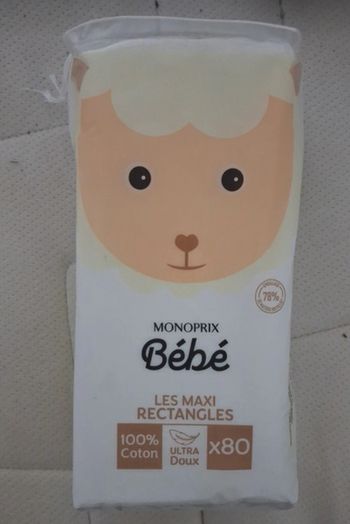 78%
MONOPRIX
Bébé
LES MAXI
RECTANGLES
100%
Coton
ULTRA
Doux
x80